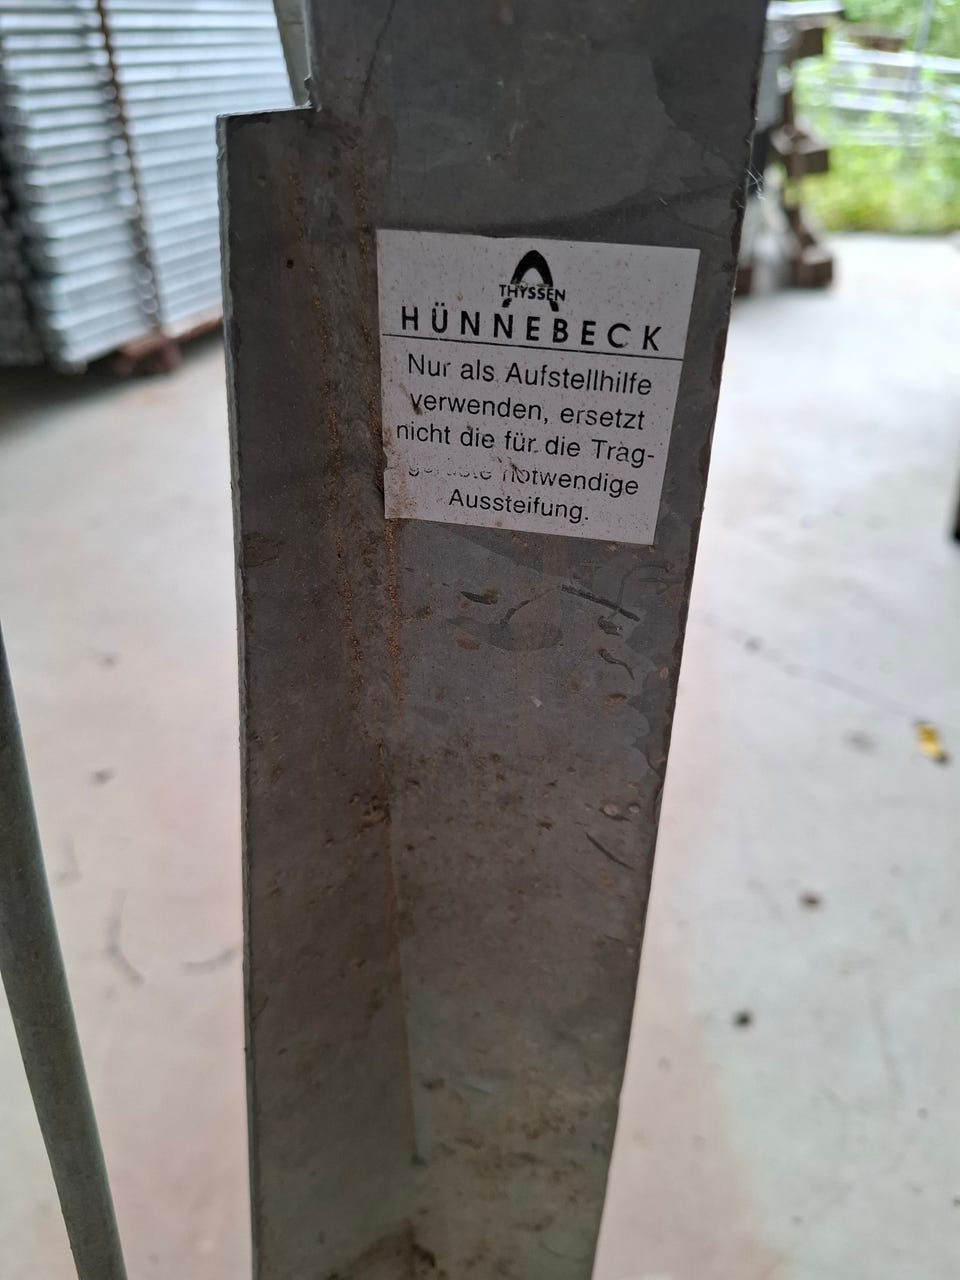 THYSSEN
HÜNNEBECK
Nur als Aufstellhilfe
verwenden, ersetzt
nicht die für die Trag-
notwendige
Aussteifung.